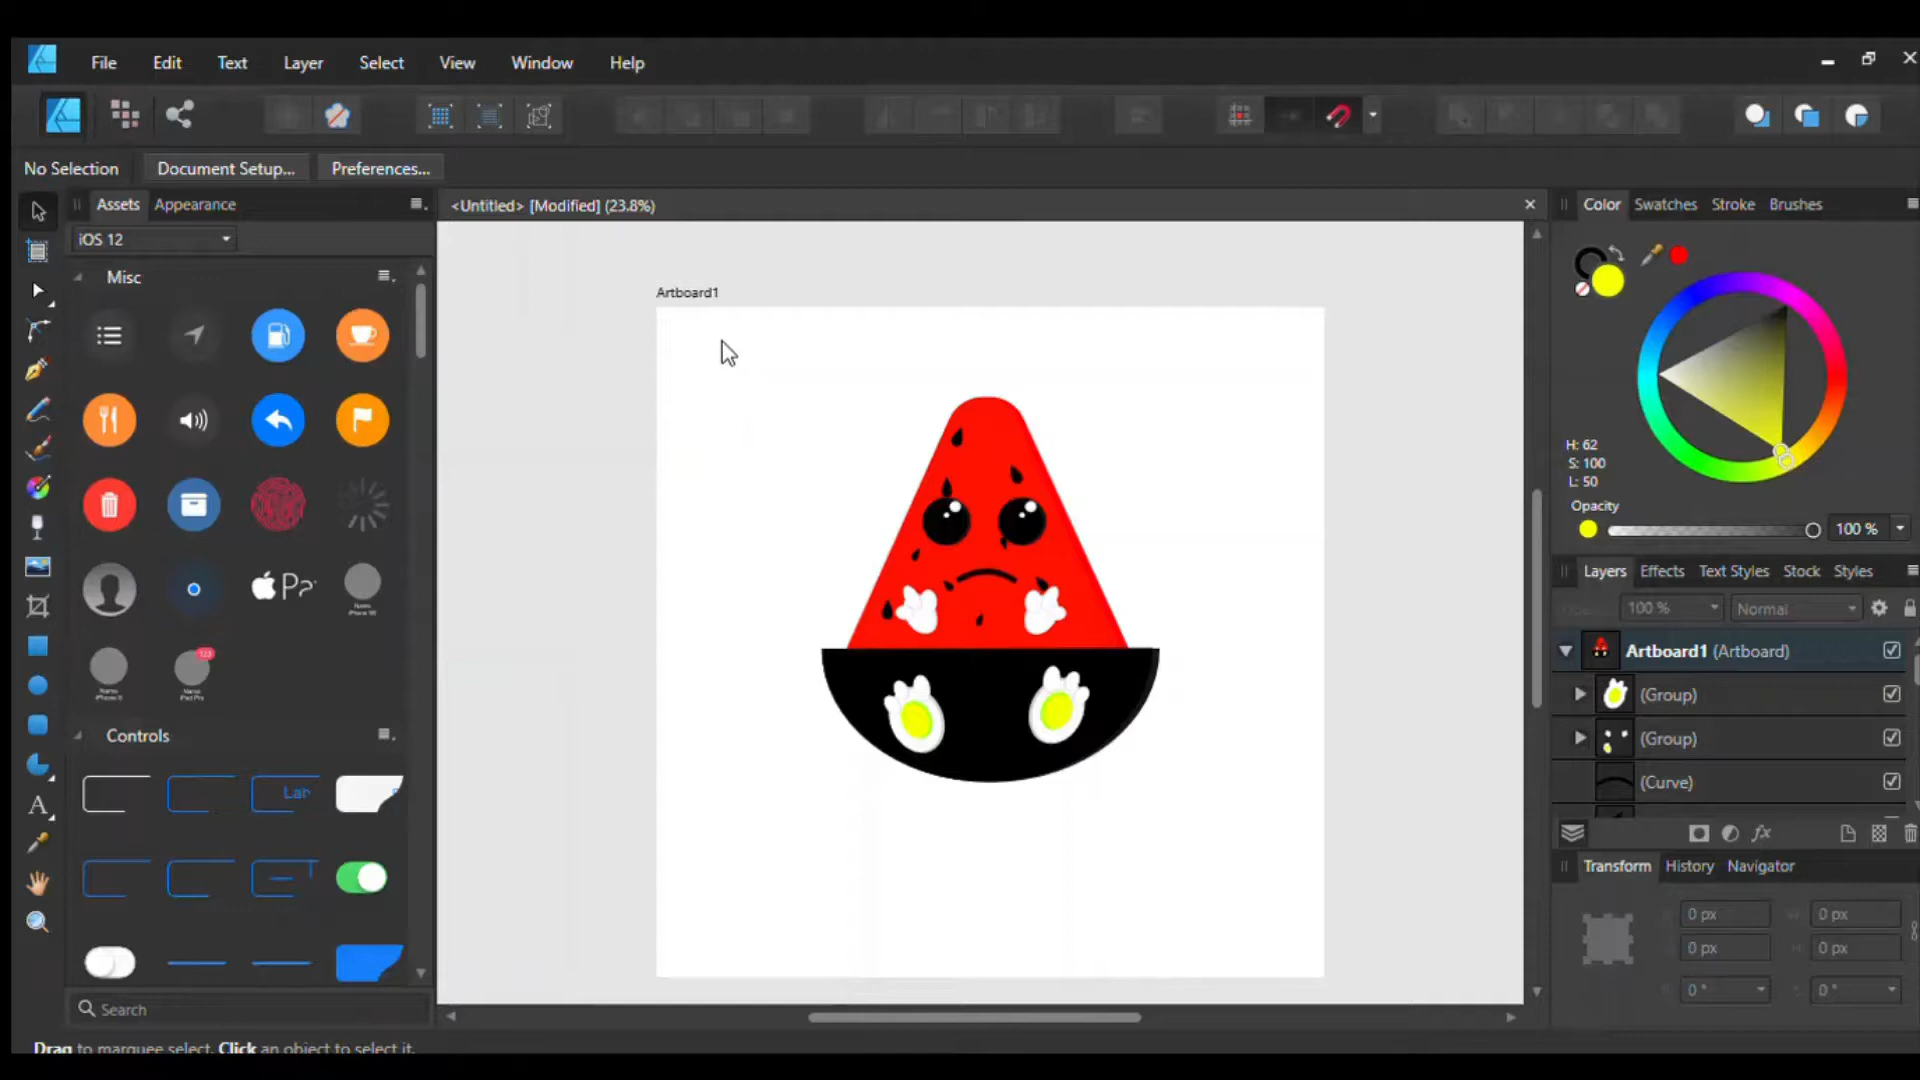 File Edit Text Layer Select View Window Help
No Selection Document Setup... Preferences...
Assets Appearance
<Untitled> [Modified] (23.8%)
Color Swatches Stroke Brushes
iOS 12
Misc
Artboard1
H: 62
S: 100
L: 50
Opacity
100 %
Layers Effects Text Styles Stock Styles
100 % Normal
Artboard1 (Artboard)
(Group)
(Group)
(Curve)
123
Controls
Transform History Navigator
0 px 0 px
0 px 0 px
0 ° 0 °
Search
Drag to marquee select. Click an object to select it.